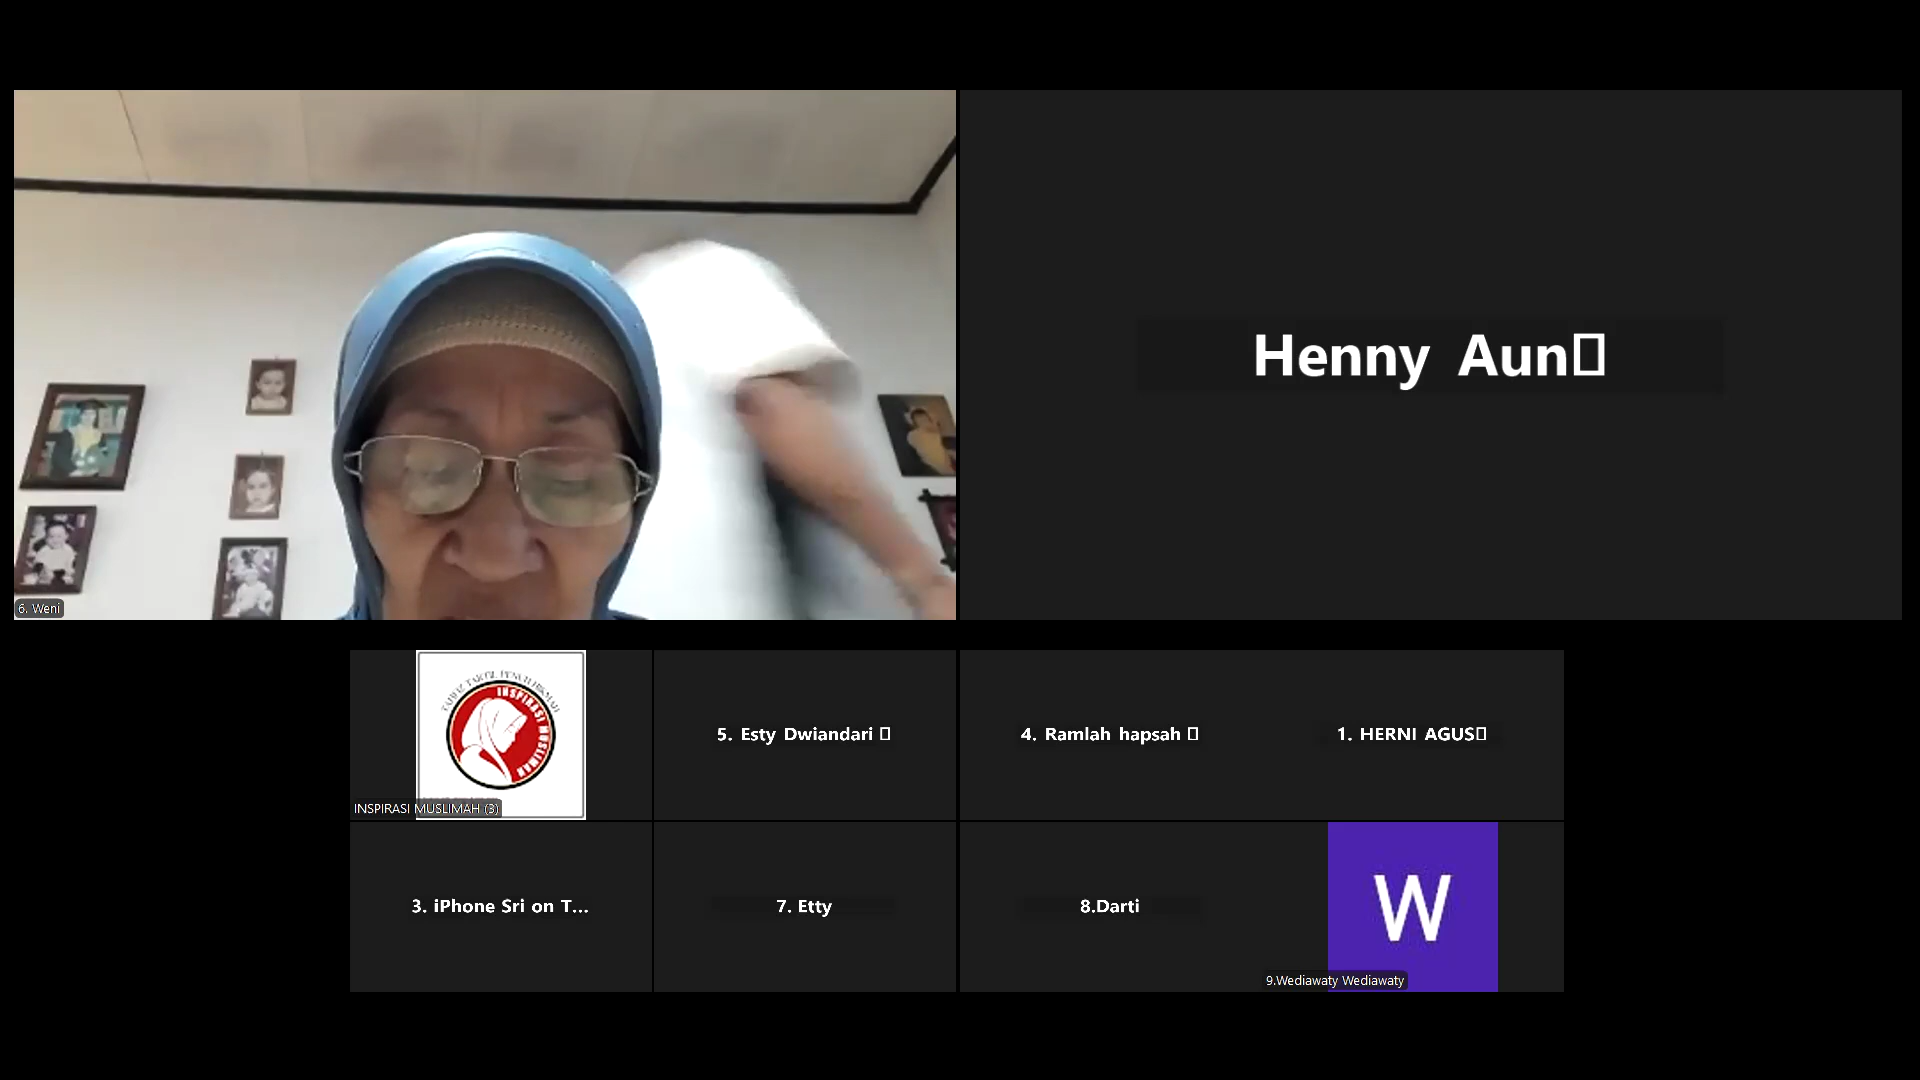 6. Weni
Henny Aun
INSPIRASI MUSLIMAH
INSPIRASI MUSLIMAH (3)
5. Esty Dwiandari
4. Ramlah hapsah
1. HERNI AGUS
3. iPhone Sri on T...
7. Etty
8.Darti
W
9.Wediawaty Wediawaty